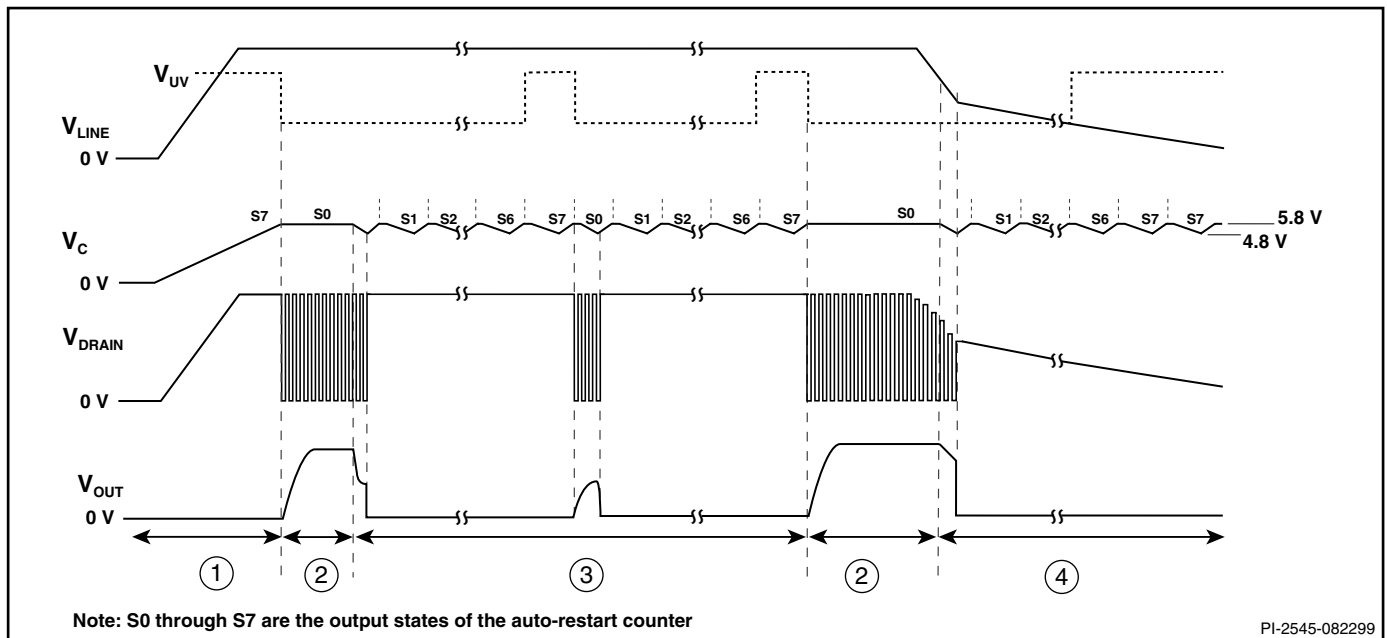 V_UV
V_LINE
0 V
S7 S0 S1 S2 S6 S7 S0 S1 S2 S6 S7 S0 S1 S2 S6 S7 S7 5.8 V
4.8 V
V_C
0 V
V_DRAIN
0 V
V_OUT
0 V
1 2 3 2 4
Note: S0 through S7 are the output states of the auto-restart counter
PI-2545-082299